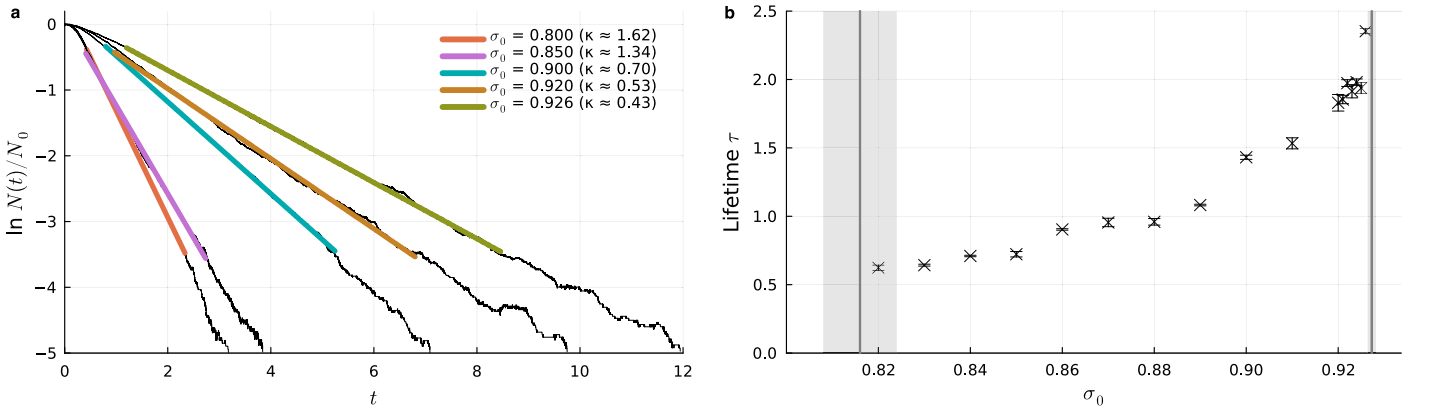 a
0
−1
−2
−3
−4
−5
ln N(t)/N₀
0
2
4
6
8
10
12
t
σ₀ = 0.800 (κ ≈ 1.62)
σ₀ = 0.850 (κ ≈ 1.34)
σ₀ = 0.900 (κ ≈ 0.70)
σ₀ = 0.920 (κ ≈ 0.53)
σ₀ = 0.926 (κ ≈ 0.43)
b
2.5
2.0
1.5
1.0
0.5
0.0
Lifetime τ
0.82
0.84
0.86
0.88
0.90
0.92
σ₀